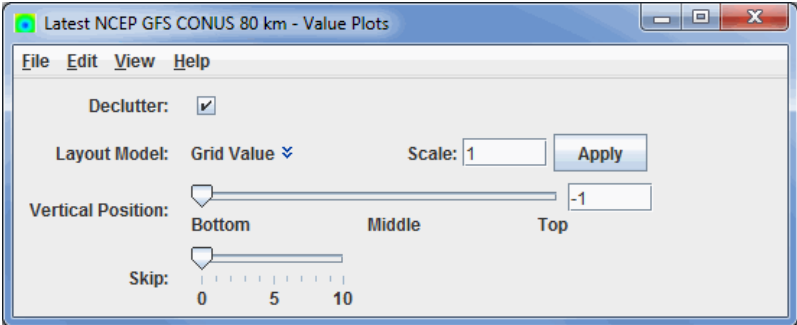 Latest NCEP GFS CONUS 80 km - Value Plots
File Edit View Help
Declutter:
Layout Model: Grid Value Scale: 1 Apply
Vertical Position: -1
Bottom Middle Top
Skip:
0 5 10